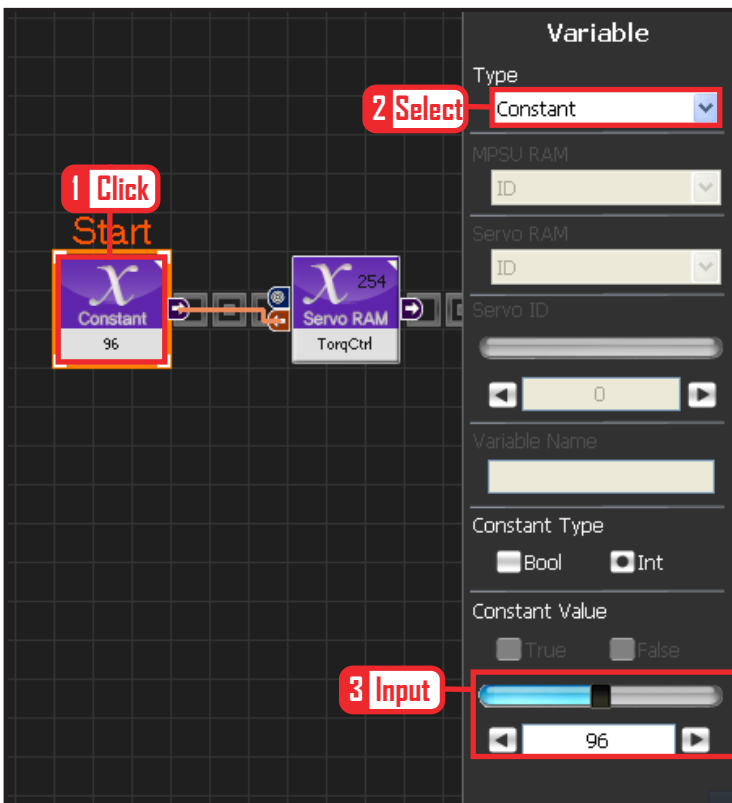 Variable
Type
2 Select
Constant
MPSU RAM
ID
1 Click
Start
Servo RAM
ID
X
Constant
96
X 254
Servo RAM
TorqCtrl
Servo ID
0
Variable Name
Constant Type
Bool Int
Constant Value
True False
3 Input
96